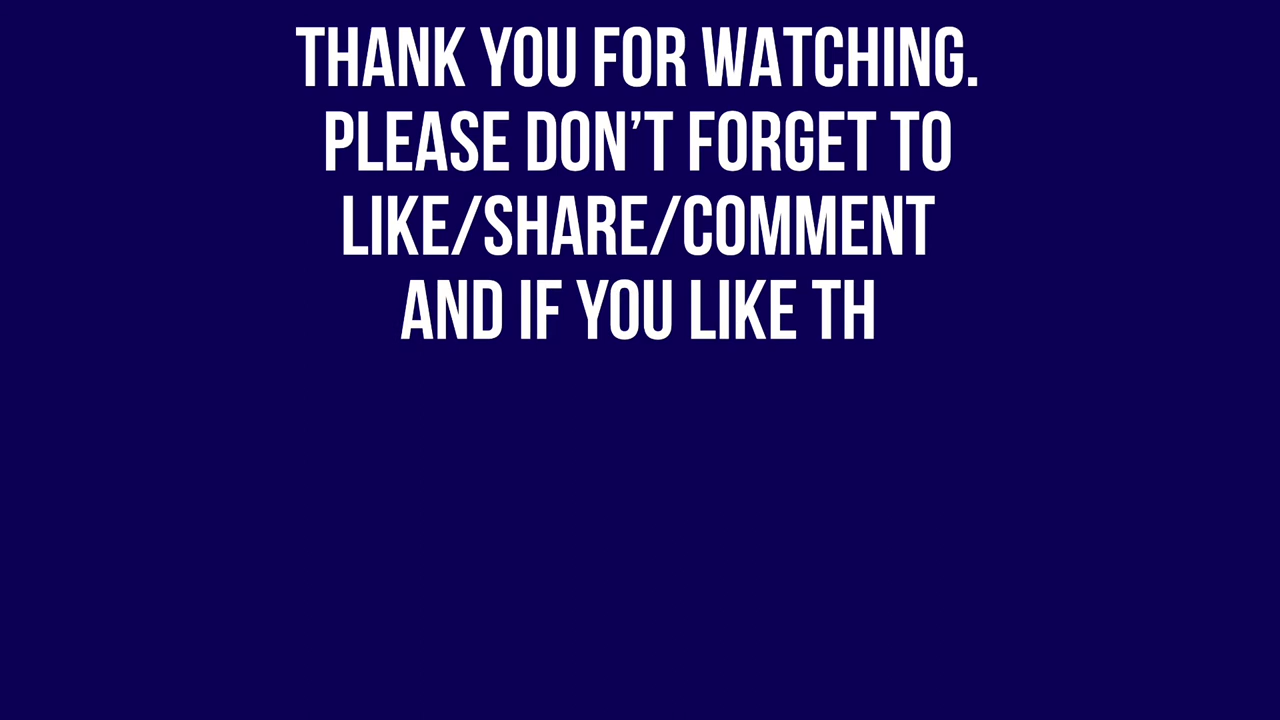 THANK YOU FOR WATCHING.
PLEASE DON’T FORGET TO
LIKE/SHARE/COMMENT
AND IF YOU LIKE TH